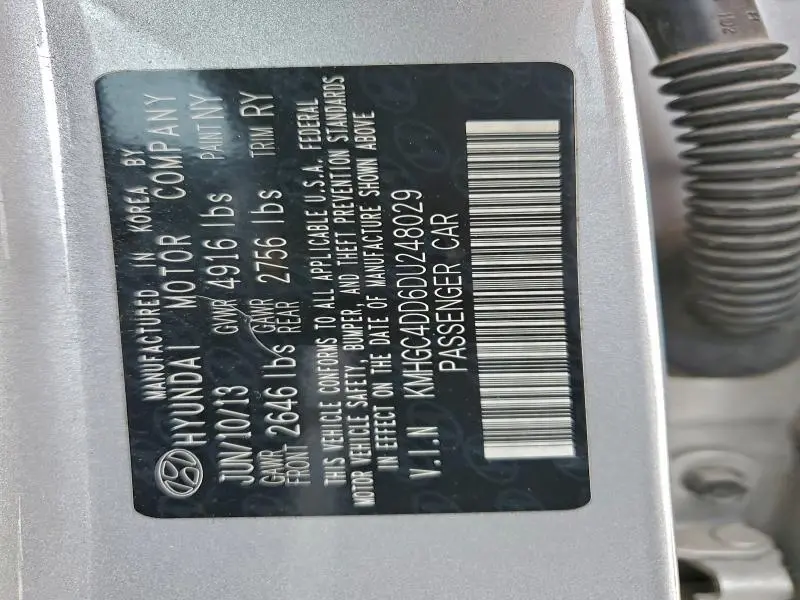 MANUFACTURED IN KOREA BY
HYUNDAI MOTOR COMPANY
JUN/10/13 GVWR 4916 lbs PAINT NY
GAWR FRONT 2646 lbs GAWR REAR 2756 lbs TRIM RY
THIS VEHICLE CONFORMS TO ALL APPLICABLE U.S.A. FEDERAL
MOTOR VEHICLE SAFETY, BUMPER, AND THEFT PREVENTION STANDARDS
IN EFFECT ON THE DATE OF MANUFACTURE SHOWN ABOVE
V.I.N KMHGC4DD6DU248029
PASSENGER CAR